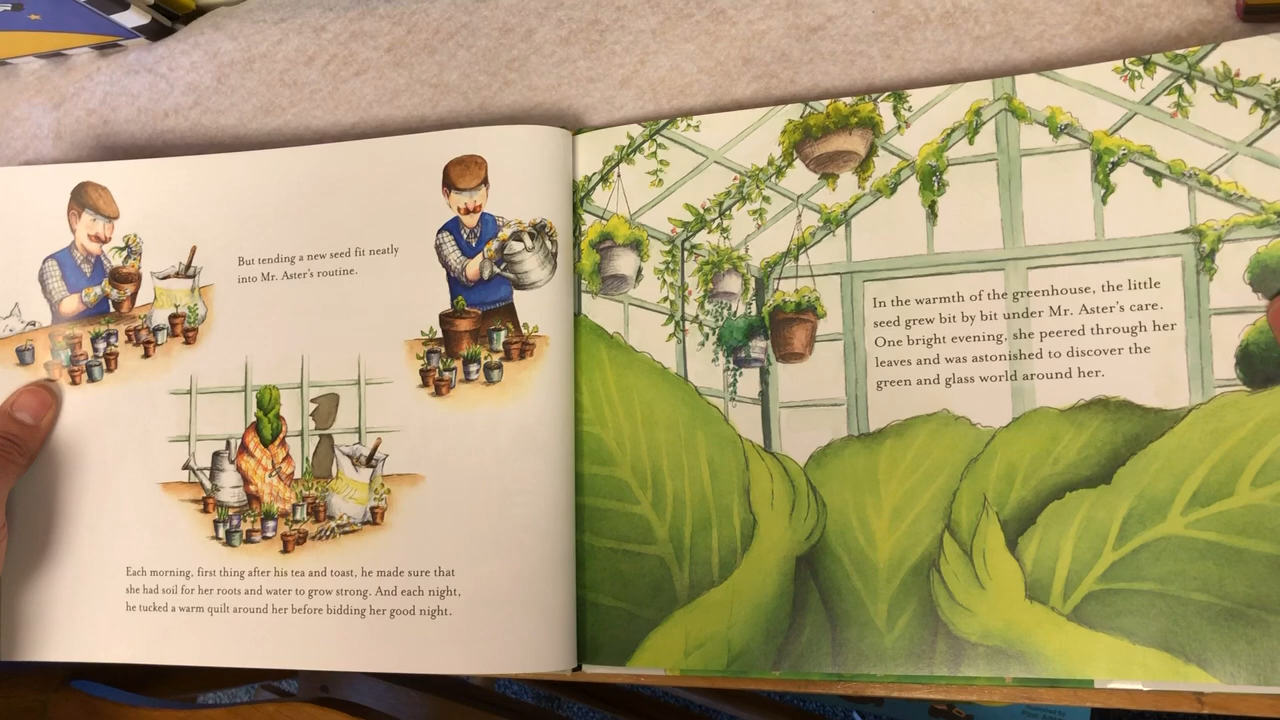 But tending a new seed fit neatly
into Mr. Aster's routine.
Each morning, first thing after his tea and toast, he made sure that
she had soil for her roots and water to grow strong. And each night,
he tucked a warm quilt around her before bidding her good night.
In the warmth of the greenhouse, the little
seed grew bit by bit under Mr. Aster's care.
One bright evening, she peered through her
leaves and was astonished to discover the
green and glass world around her.